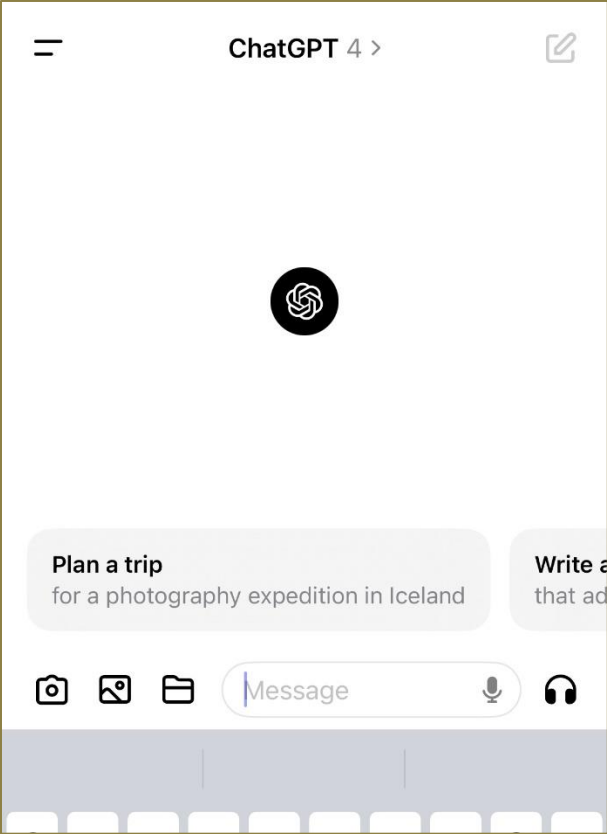 ChatGPT 4 >
Plan a trip
for a photography expedition in Iceland
Write a
that ad
Message